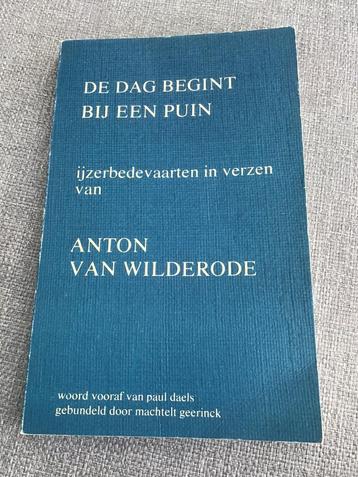 DE DAG BEGINT
BIJ EEN PUIN
ijzerbedevaarten in verzen
van
ANTON
VAN WILDERODE
woord vooraf van paul daels
gebundeld door machtelt geerinck